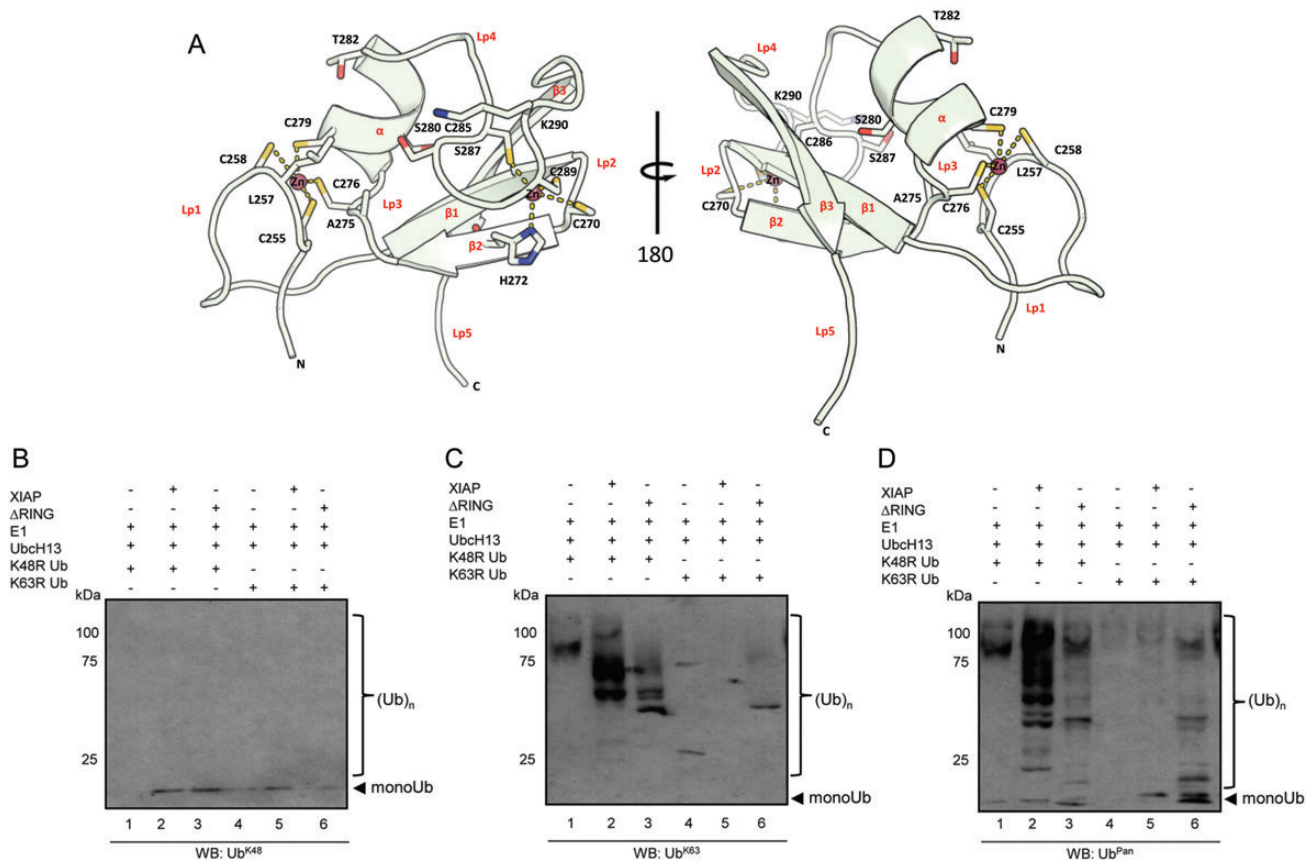 A
T282
Lp4
C279
α
S280 C285
β3
K290
S287
C258
Lp2
L257
Zn
C276
Lp3
C289
Zn
Lp1
A275
β1
C270
C255
β2
H272
Lp5
N
C
180
T282
Lp4
K290
S280
C279
α
C286
S287
Lp3
C258
Lp2
Zn
Zn
L257
C270
A275
C276
β2
β3
β1
C255
Lp5
Lp1
N
C
B
XIAP - + - - + -
ΔRING - - + - - +
E1 + + + + + +
UbcH13 + + + + + +
K48R Ub + + + - - -
K63R Ub - - - + + +
kDa
100
75
25
(Ub)n
◄ monoUb
1 2 3 4 5 6
WB: UbK48
C
XIAP - + - - + -
ΔRING - - + - - +
E1 + + + + + +
UbcH13 + + + + + +
K48R Ub + + + - - -
K63R Ub - - - + + +
kDa
100
75
25
(Ub)n
◄ monoUb
1 2 3 4 5 6
WB: UbK63
D
XIAP - + - - + -
ΔRING - - + - - +
E1 + + + + + +
UbcH13 + + + + + +
K48R Ub + + + - - -
K63R Ub - - - + + +
kDa
100
75
25
(Ub)n
◄ monoUb
1 2 3 4 5 6
WB: UbPan